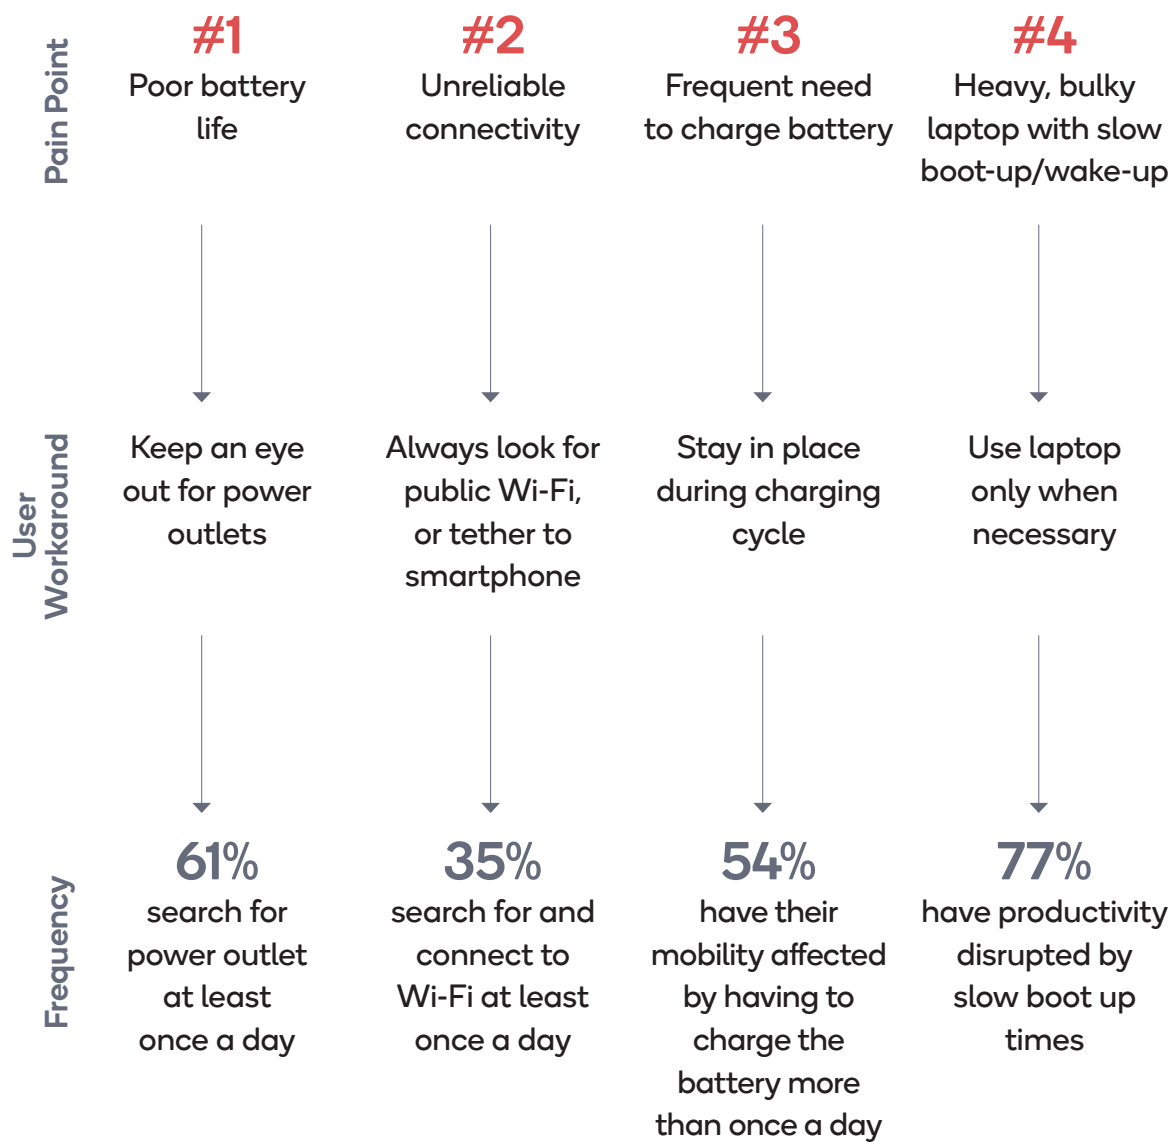 Pain Point
#1
Poor battery
life
#2
Unreliable
connectivity
#3
Frequent need
to charge battery
#4
Heavy, bulky
laptop with slow
boot-up/wake-up
User
Workaround
Keep an eye
out for power
outlets
Always look for
public Wi-Fi,
or tether to
smartphone
Stay in place
during charging
cycle
Use laptop
only when
necessary
Frequency
61%
search for
power outlet
at least
once a day
35%
search for and
connect to
Wi-Fi at least
once a day
54%
have their
mobility affected
by having to
charge the
battery more
than once a day
77%
have productivity
disrupted by
slow boot up
times